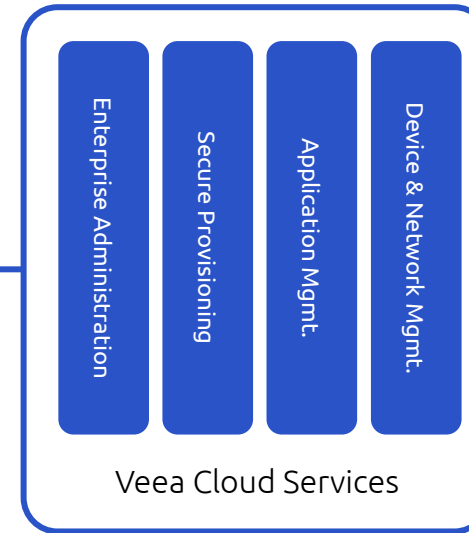 Enterprise Administration
Secure Provisioning
Application Mgmt.
Device & Network Mgmt.
Veea Cloud Services